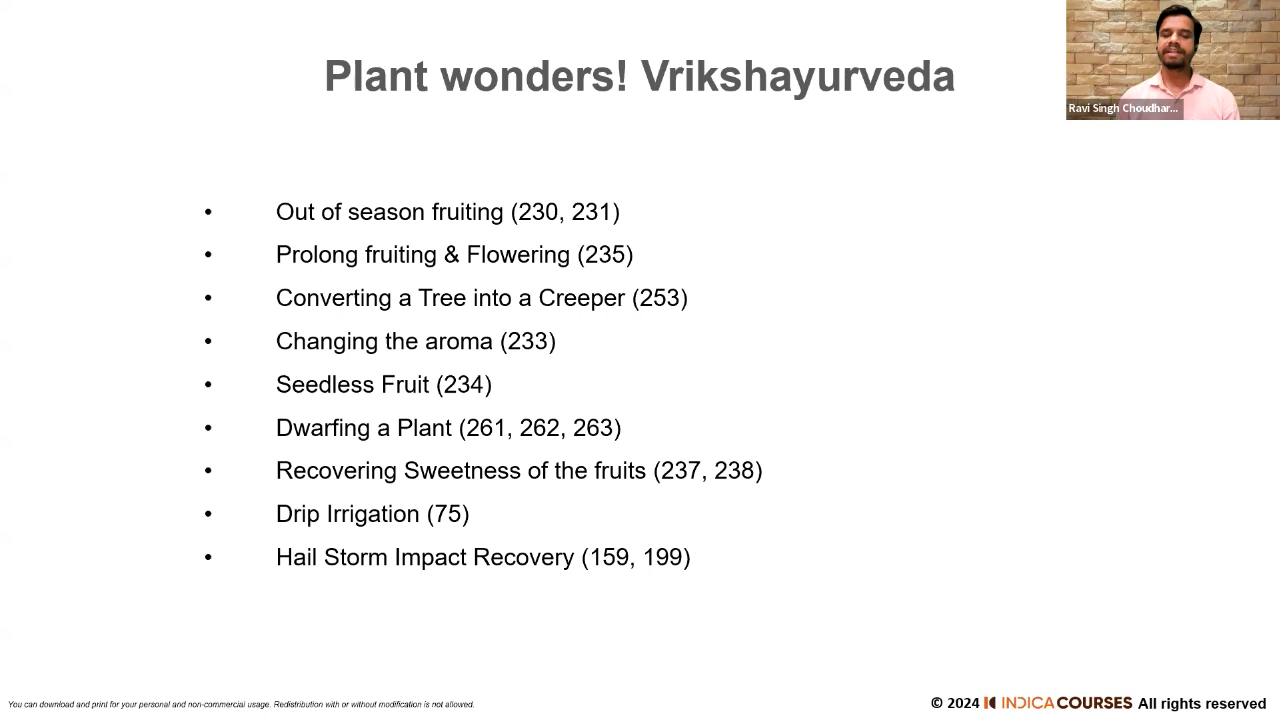 Plant wonders! Vrikshayurveda
Ravi Singh Choudhar...
• Out of season fruiting (230, 231)
• Prolong fruiting & Flowering (235)
• Converting a Tree into a Creeper (253)
• Changing the aroma (233)
• Seedless Fruit (234)
• Dwarfing a Plant (261, 262, 263)
• Recovering Sweetness of the fruits (237, 238)
• Drip Irrigation (75)
• Hail Storm Impact Recovery (159, 199)
You can download and print for your personal and non-commercial usage. Redistribution with or without modification is not allowed.
© 2024 INDICA COURSES All rights reserved